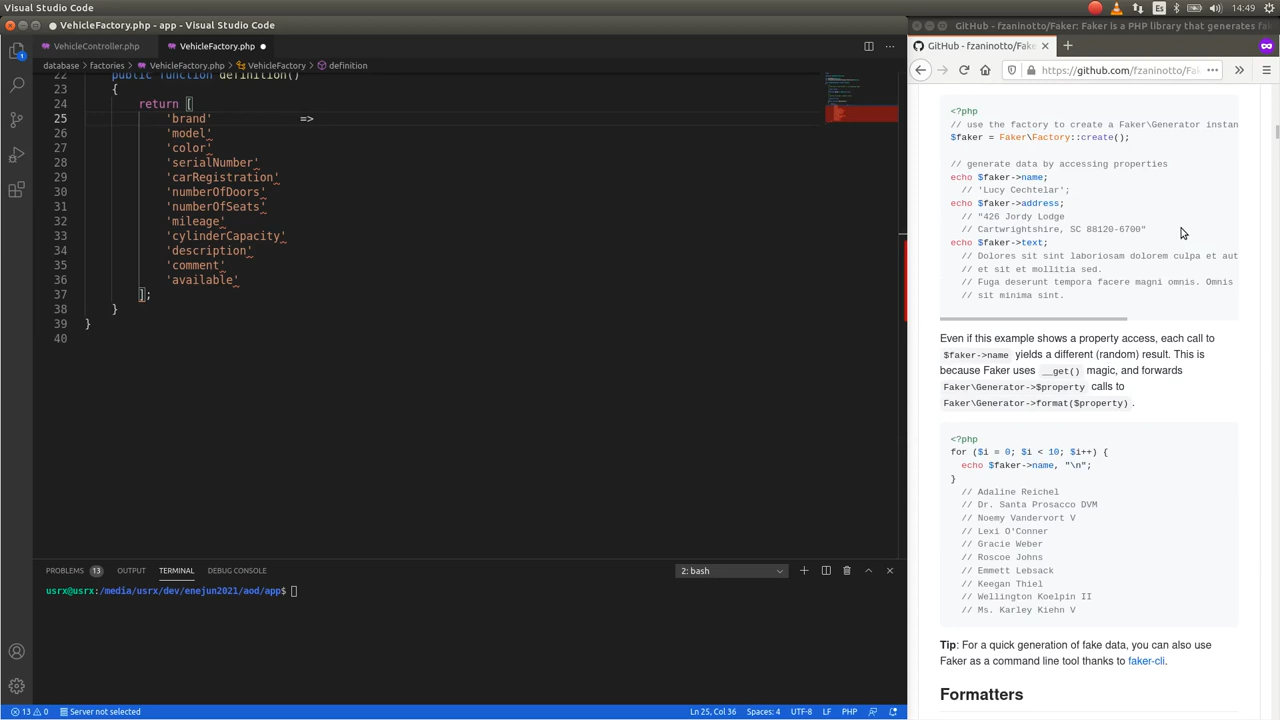 Visual Studio Code
Es
14:49
VehicleFactory.php - app - Visual Studio Code
GitHub - fzaninotto/Faker: Faker is a PHP library that generates fak
VehicleController.php
VehicleFactory.php
GitHub - fzaninotto/Fake
database > factories > VehicleFactory.php > VehicleFactory > definition
https://github.com/fzaninotto/Fa
22 public function definition()
23 {
24 return [
25 'brand' =>
26 'model'
27 'color'
28 'serialNumber'
29 'carRegistration'
30 'numberOfDoors'
31 'numberOfSeats'
32 'mileage'
33 'cylinderCapacity'
34 'description'
35 'comment'
36 'available'
37 ];
38 }
39 }
40
<?php
// use the factory to create a Faker\Generator instan
$faker = Faker\Factory::create();
// generate data by accessing properties
echo $faker->name;
// 'Lucy Cechtelar';
echo $faker->address;
// "426 Jordy Lodge
// Cartwrightshire, SC 88120-6700"
echo $faker->text;
// Dolores sit sint laboriosam dolorem culpa et aut
// et sit et mollitia sed.
// Fuga deserunt tempora facere magni omnis. Omnis
// sit minima sint.
Even if this example shows a property access, each call to
$faker->name yields a different (random) result. This is
because Faker uses __get() magic, and forwards
Faker\Generator->$property calls to
Faker\Generator->format($property).
<?php
for ($i = 0; $i < 10; $i++) {
echo $faker->name, "\n";
}
// Adaline Reichel
// Dr. Santa Prosacco DVM
// Noemy Vandervort V
// Lexi O'Conner
// Gracie Weber
// Roscoe Johns
// Emmett Lebsack
// Keegan Thiel
// Wellington Koelpin II
// Ms. Karley Kiehn V
Tip: For a quick generation of fake data, you can also use
Faker as a command line tool thanks to faker-cli.
Formatters
PROBLEMS 13 OUTPUT TERMINAL DEBUG CONSOLE
2: bash
usrx@usrx:/media/usrx/dev/enejun2021/aod/app$
13 0 Server not selected
Ln 25, Col 36 Spaces: 4 UTF-8 LF PHP